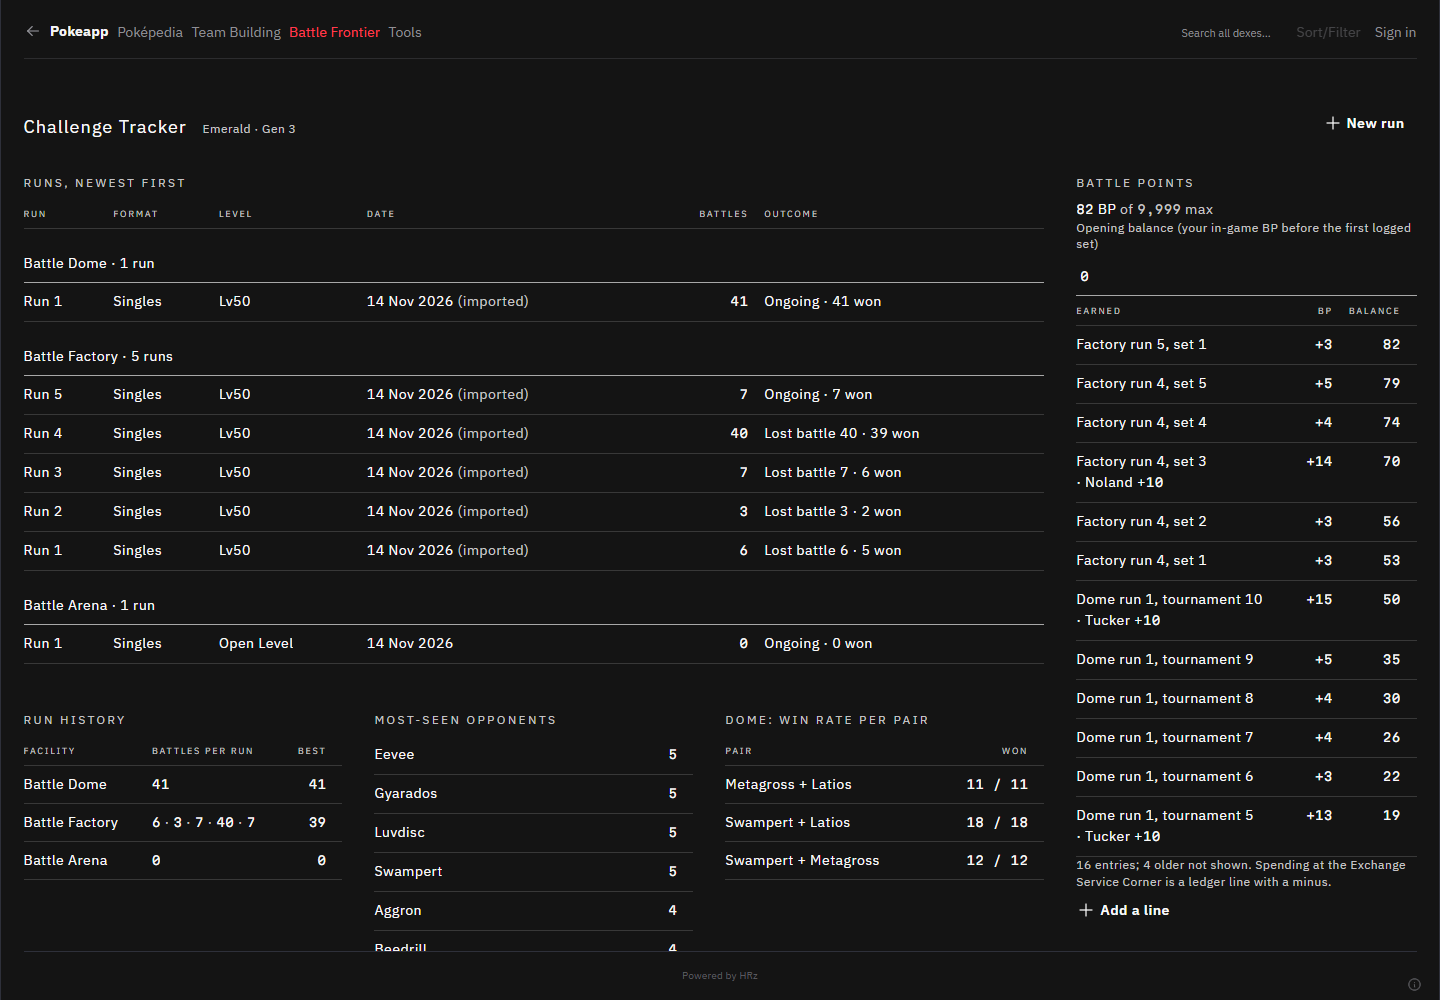 Pokeapp Poképedia Team Building Battle Frontier Tools
Search all dexes... Sort/Filter Sign in
Challenge Tracker Emerald · Gen 3
New run
RUNS, NEWEST FIRST
RUN FORMAT LEVEL DATE BATTLES OUTCOME
Battle Dome · 1 run
Run 1 Singles Lv50 14 Nov 2026 (imported) 41 Ongoing · 41 won
Battle Factory · 5 runs
Run 5 Singles Lv50 14 Nov 2026 (imported) 7 Ongoing · 7 won
Run 4 Singles Lv50 14 Nov 2026 (imported) 40 Lost battle 40 · 39 won
Run 3 Singles Lv50 14 Nov 2026 (imported) 7 Lost battle 7 · 6 won
Run 2 Singles Lv50 14 Nov 2026 (imported) 3 Lost battle 3 · 2 won
Run 1 Singles Lv50 14 Nov 2026 (imported) 6 Lost battle 6 · 5 won
Battle Arena · 1 run
Run 1 Singles Open Level 14 Nov 2026 0 Ongoing · 0 won
RUN HISTORY
FACILITY BATTLES PER RUN BEST
Battle Dome 41 41
Battle Factory 6 · 3 · 7 · 40 · 7 39
Battle Arena 0 0
MOST-SEEN OPPONENTS
Eevee 5
Gyarados 5
Luvdisc 5
Swampert 5
Aggron 4
Beedrill 4
DOME: WIN RATE PER PAIR
PAIR WON
Metagross + Latios 11 / 11
Swampert + Latios 18 / 18
Swampert + Metagross 12 / 12
BATTLE POINTS
82 BP of 9,999 max
Opening balance (your in-game BP before the first logged
set)
0
EARNED BP BALANCE
Factory run 5, set 1 +3 82
Factory run 4, set 5 +5 79
Factory run 4, set 4 +4 74
Factory run 4, set 3 +14 70
· Noland +10
Factory run 4, set 2 +3 56
Factory run 4, set 1 +3 53
Dome run 1, tournament 10 +15 50
· Tucker +10
Dome run 1, tournament 9 +5 35
Dome run 1, tournament 8 +4 30
Dome run 1, tournament 7 +4 26
Dome run 1, tournament 6 +3 22
Dome run 1, tournament 5 +13 19
· Tucker +10
16 entries; 4 older not shown. Spending at the Exchange
Service Corner is a ledger line with a minus.
Add a line
Powered by HRz